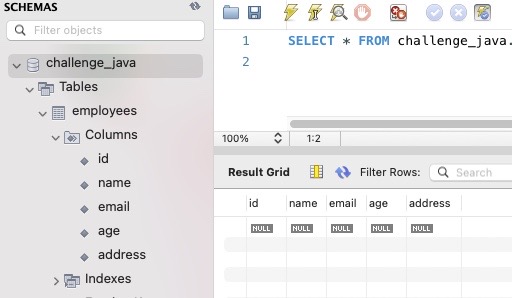 SCHEMAS
Filter objects
challenge_java
Tables
employees
Columns
id
name
email
age
address
Indexes
1 SELECT * FROM challenge_java.
2
100% 1:2
Result Grid Filter Rows: Search
id name email age address
NULL NULL NULL NULL NULL